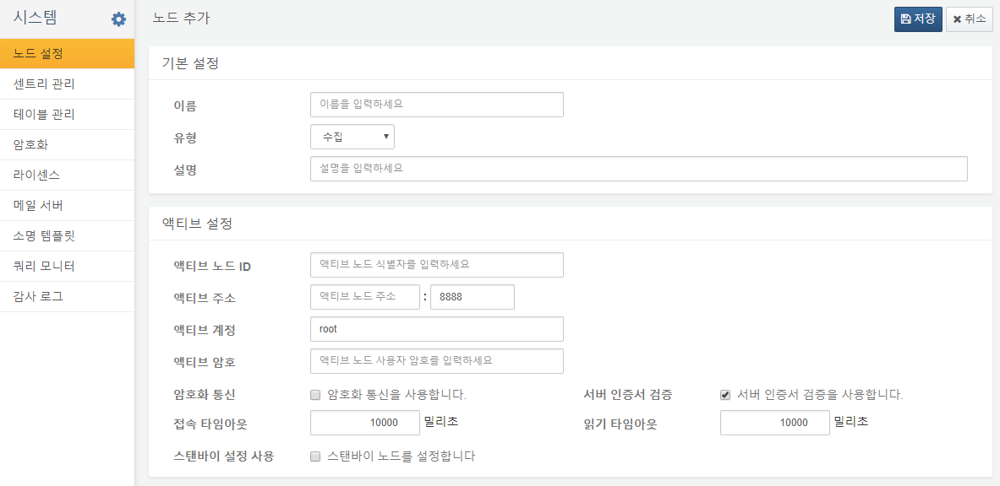 시스템
노드 설정
센트리 관리
테이블 관리
암호화
라이센스
메일 서버
소명 템플릿
쿼리 모니터
감사 로그
노드 추가
저장
취소
기본 설정
이름 이름을 입력하세요
유형 수집
설명 설명을 입력하세요
액티브 설정
액티브 노드 ID 액티브 노드 식별자를 입력하세요
액티브 주소 액티브 노드 주소 : 8888
액티브 계정 root
액티브 암호 액티브 노드 사용자 암호를 입력하세요
암호화 통신 암호화 통신을 사용합니다. 서버 인증서 검증 서버 인증서 검증을 사용합니다.
접속 타임아웃 10000 밀리초 읽기 타임아웃 10000 밀리초
스탠바이 설정 사용 스탠바이 노드를 설정합니다